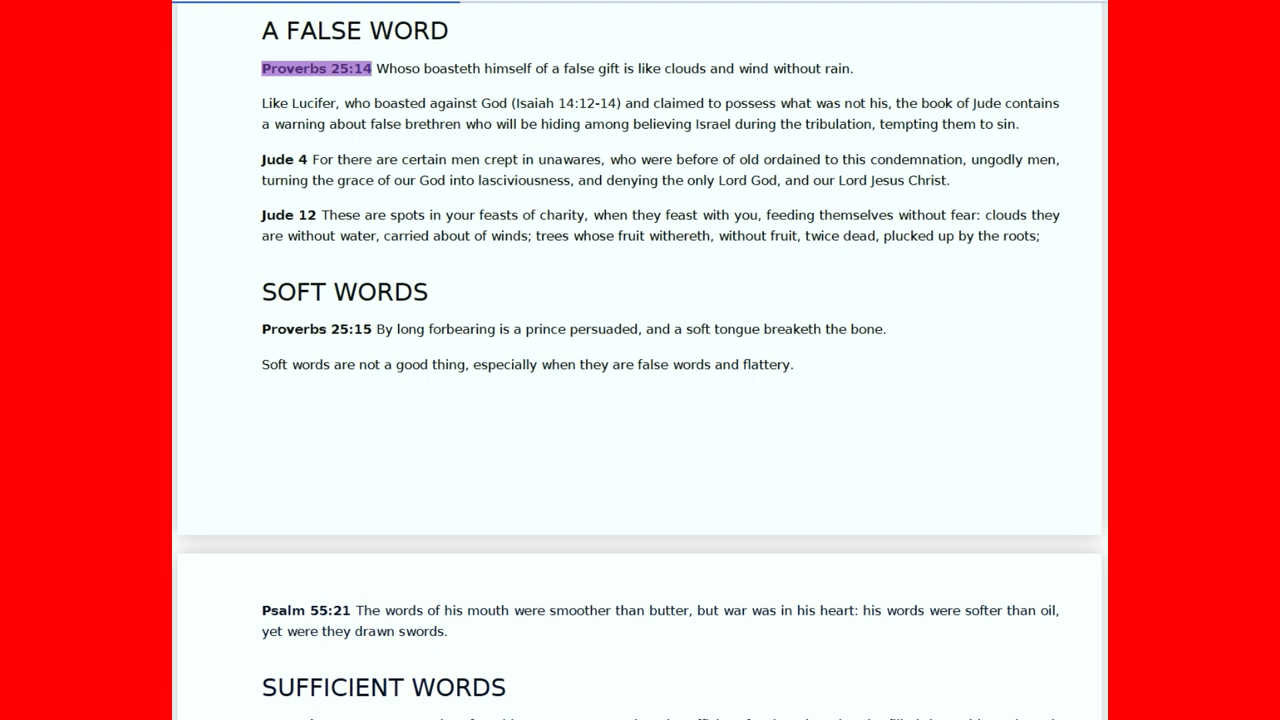 A FALSE WORD
Proverbs 25:14 Whoso boasteth himself of a false gift is like clouds and wind without rain.
Like Lucifer, who boasted against God (Isaiah 14:12-14) and claimed to possess what was not his, the book of Jude contains
a warning about false brethren who will be hiding among believing Israel during the tribulation, tempting them to sin.
Jude 4 For there are certain men crept in unawares, who were before of old ordained to this condemnation, ungodly men,
turning the grace of our God into lasciviousness, and denying the only Lord God, and our Lord Jesus Christ.
Jude 12 These are spots in your feasts of charity, when they feast with you, feeding themselves without fear: clouds they
are without water, carried about of winds; trees whose fruit withereth, without fruit, twice dead, plucked up by the roots;
SOFT WORDS
Proverbs 25:15 By long forbearing is a prince persuaded, and a soft tongue breaketh the bone.
Soft words are not a good thing, especially when they are false words and flattery.
Psalm 55:21 The words of his mouth were smoother than butter, but war was in his heart: his words were softer than oil,
yet were they drawn swords.
SUFFICIENT WORDS